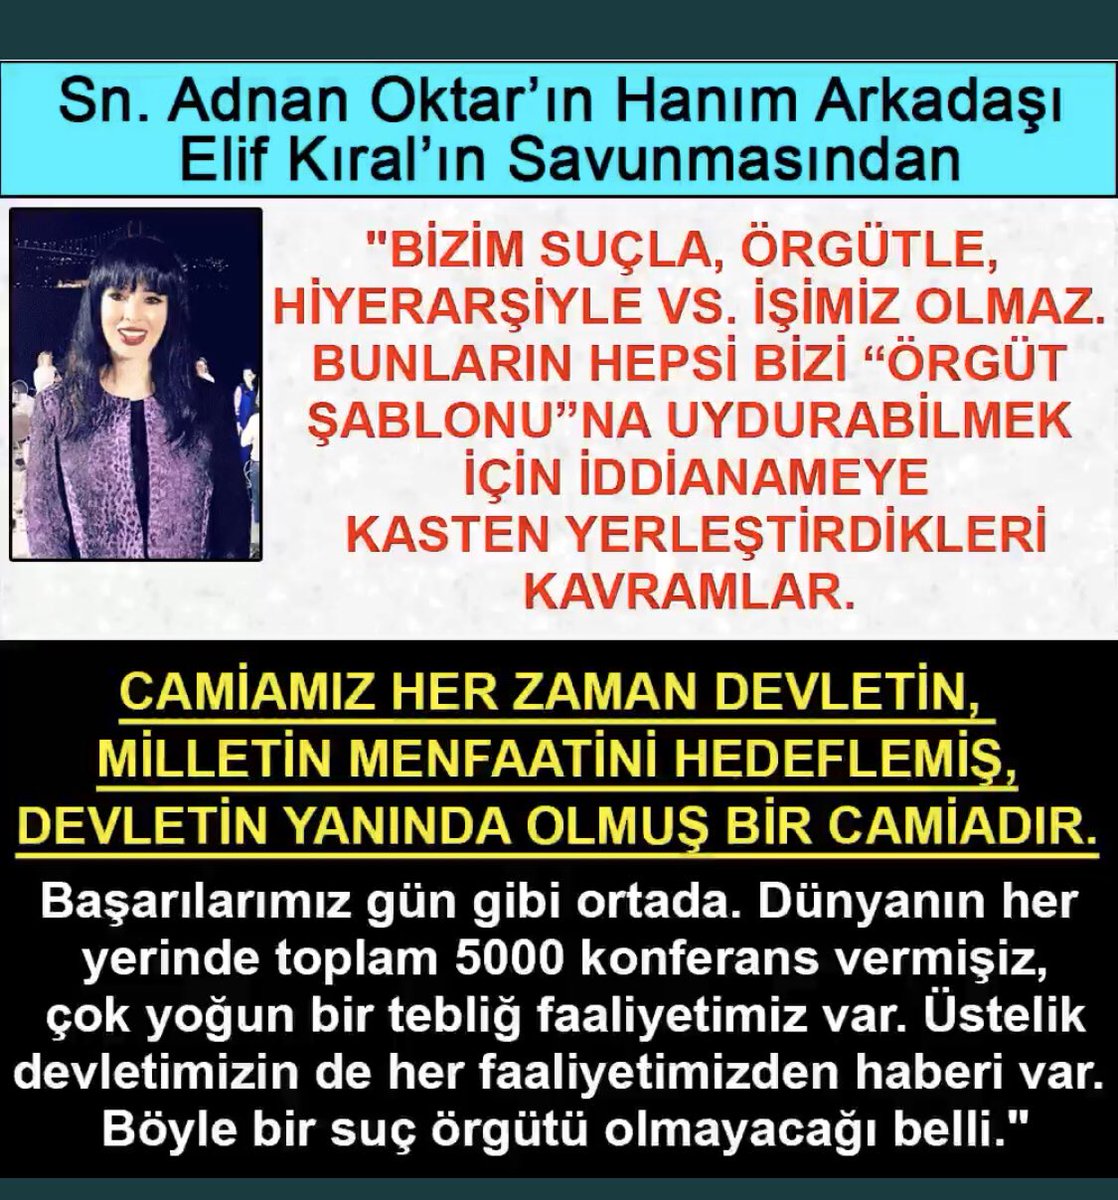 Sn. Adnan Oktar’ın Hanım Arkadaşı
Elif Kıral’ın Savunmasından
"BİZİM SUÇLA, ÖRGÜTLE,
HİYERARŞİYLE VS. İŞİMİZ OLMAZ.
BUNLARIN HEPSİ BİZİ “ÖRGÜT
ŞABLONU”NA UYDURABİLMEK
İÇİN İDDİANAMEYE
KASTEN YERLEŞTİRDİKLERİ
KAVRAMLAR.
CAMİAMIZ HER ZAMAN DEVLETİN,
MİLLETİN MENFAATİNİ HEDEFLEMİŞ,
DEVLETİN YANINDA OLMUŞ BİR CAMİADIR.
Başarılarımız gün gibi ortada. Dünyanın her
yerinde toplam 5000 konferans vermişiz,
çok yoğun bir tebliğ faaliyetimiz var. Üstelik
devletimizin de her faaliyetimizden haberi var.
Böyle bir suç örgütü olmayacağı belli."